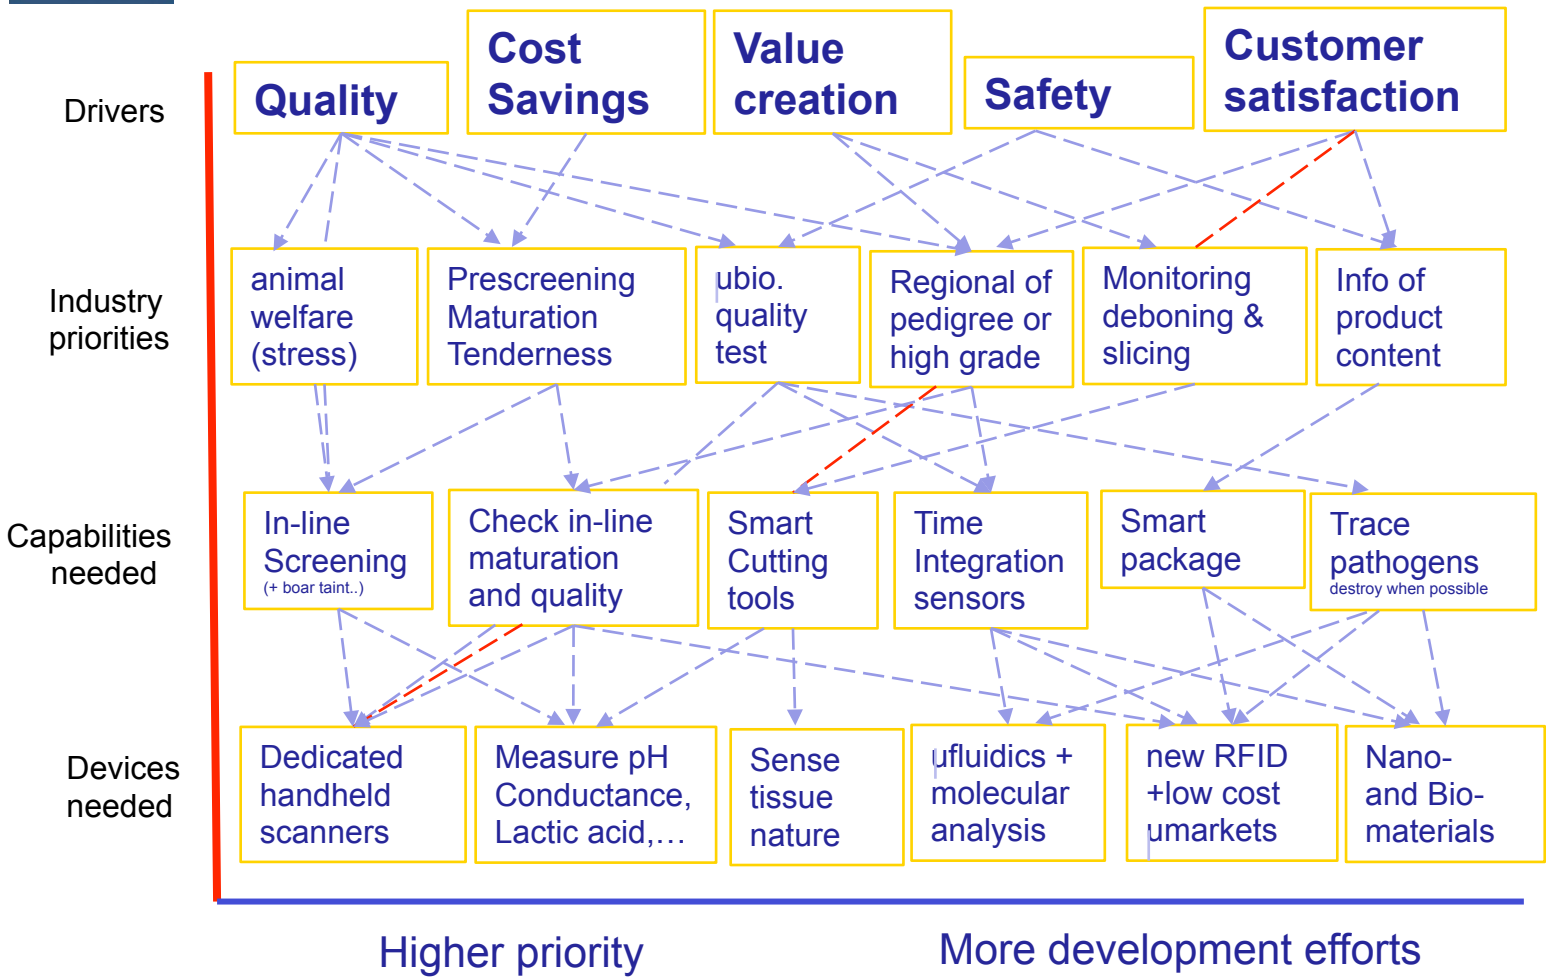 Drivers
Quality
Cost
Savings
Value
creation
Safety
Customer
satisfaction
Industry
priorities
animal
welfare
(stress)
Prescreening
Maturation
Tenderness
µbio.
quality
test
Regional of
pedigree or
high grade
Monitoring
deboning &
slicing
Info of
product
content
Capabilities
needed
In-line
Screening
(+ boar taint..)
Check in-line
maturation
and quality
Smart
Cutting
tools
Time
Integration
sensors
Smart
package
Trace
pathogens
destroy when possible
Devices
needed
Dedicated
handheld
scanners
Measure pH
Conductance,
Lactic acid,…
Sense
tissue
nature
µfluidics +
molecular
analysis
new RFID
+low cost
µmarkets
Nano-
and Bio-
materials
Higher priority
More development efforts